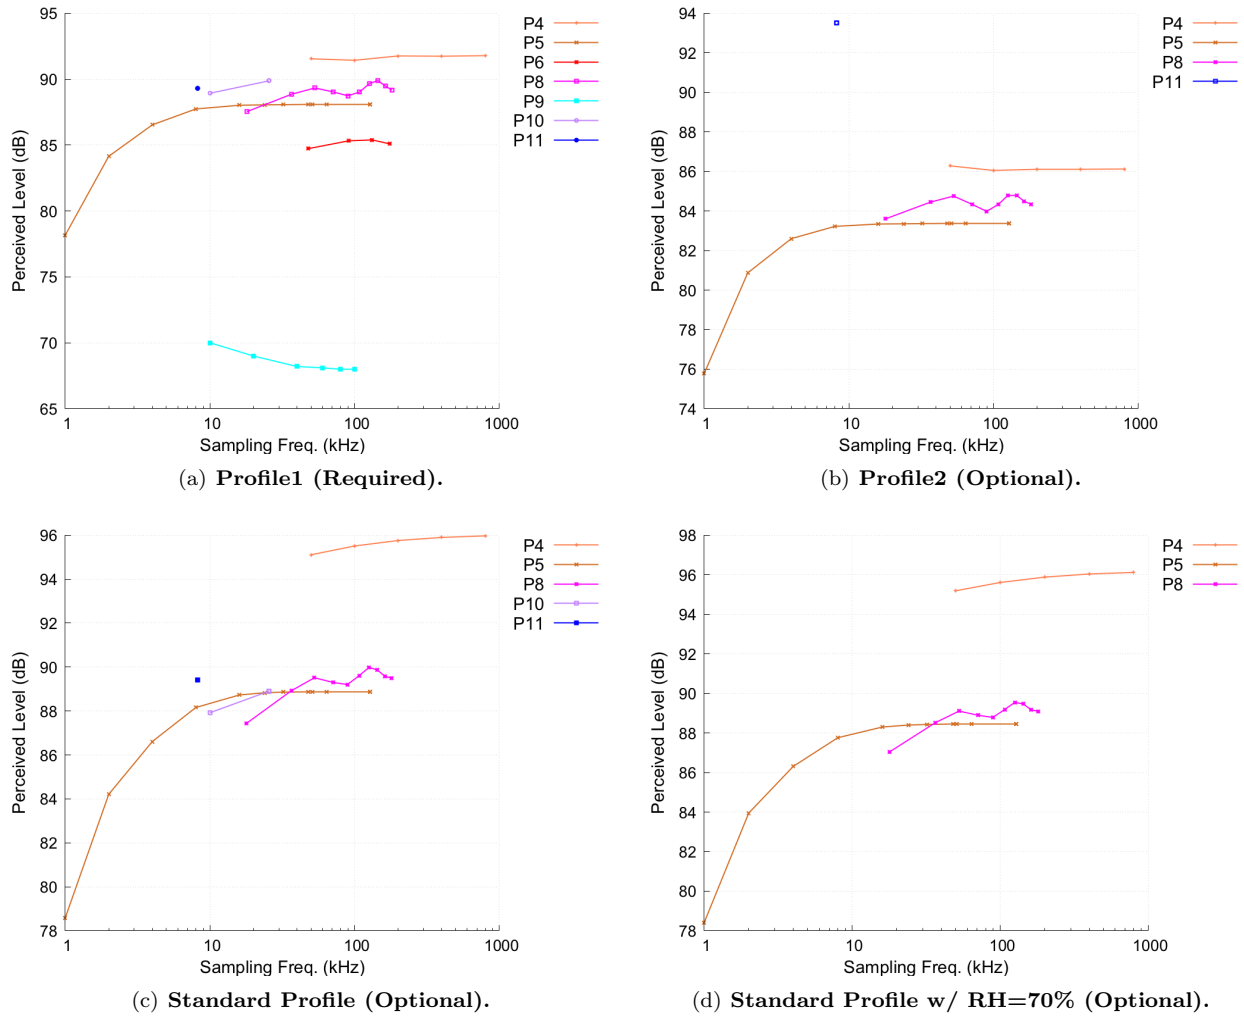 95
90
85
80
75
70
65
1
10
100
1000
Perceived Level (dB)
Sampling Freq. (kHz)
P4
P5
P6
P8
P9
P10
P11
(a) Profile1 (Required).
94
92
90
88
86
84
82
80
78
76
74
1
10
100
1000
Perceived Level (dB)
Sampling Freq. (kHz)
P4
P5
P8
P11
(b) Profile2 (Optional).
96
94
92
90
88
86
84
82
80
78
1
10
100
1000
Perceived Level (dB)
Sampling Freq. (kHz)
P4
P5
P8
P10
P11
(c) Standard Profile (Optional).
98
96
94
92
90
88
86
84
82
80
78
1
10
100
1000
Perceived Level (dB)
Sampling Freq. (kHz)
P4
P5
P8
(d) Standard Profile w/ RH=70% (Optional).